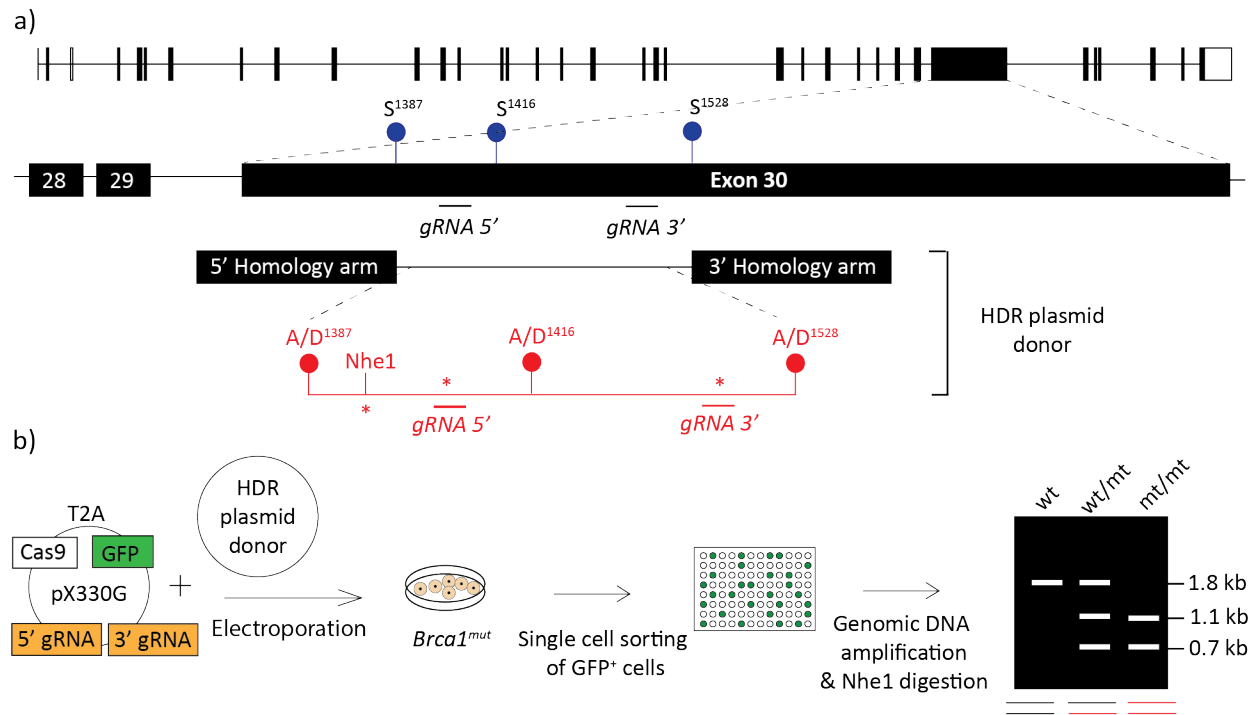 a)
S1387
S1416
S1528
28
29
Exon 30
gRNA 5’
gRNA 3’
5’ Homology arm
3’ Homology arm
HDR plasmid
donor
A/D1387
Nhe1
A/D1416
A/D1528
*
*
*
gRNA 5’
gRNA 3’
b)
T2A
Cas9
GFP
pX330G
5’ gRNA
3’ gRNA
+
HDR
plasmid
donor
Electroporation
Brca1mut
Single cell sorting
of GFP+ cells
Genomic DNA
amplification
& Nhe1 digestion
wt
wt/mt
mt/mt
1.8 kb
1.1 kb
0.7 kb